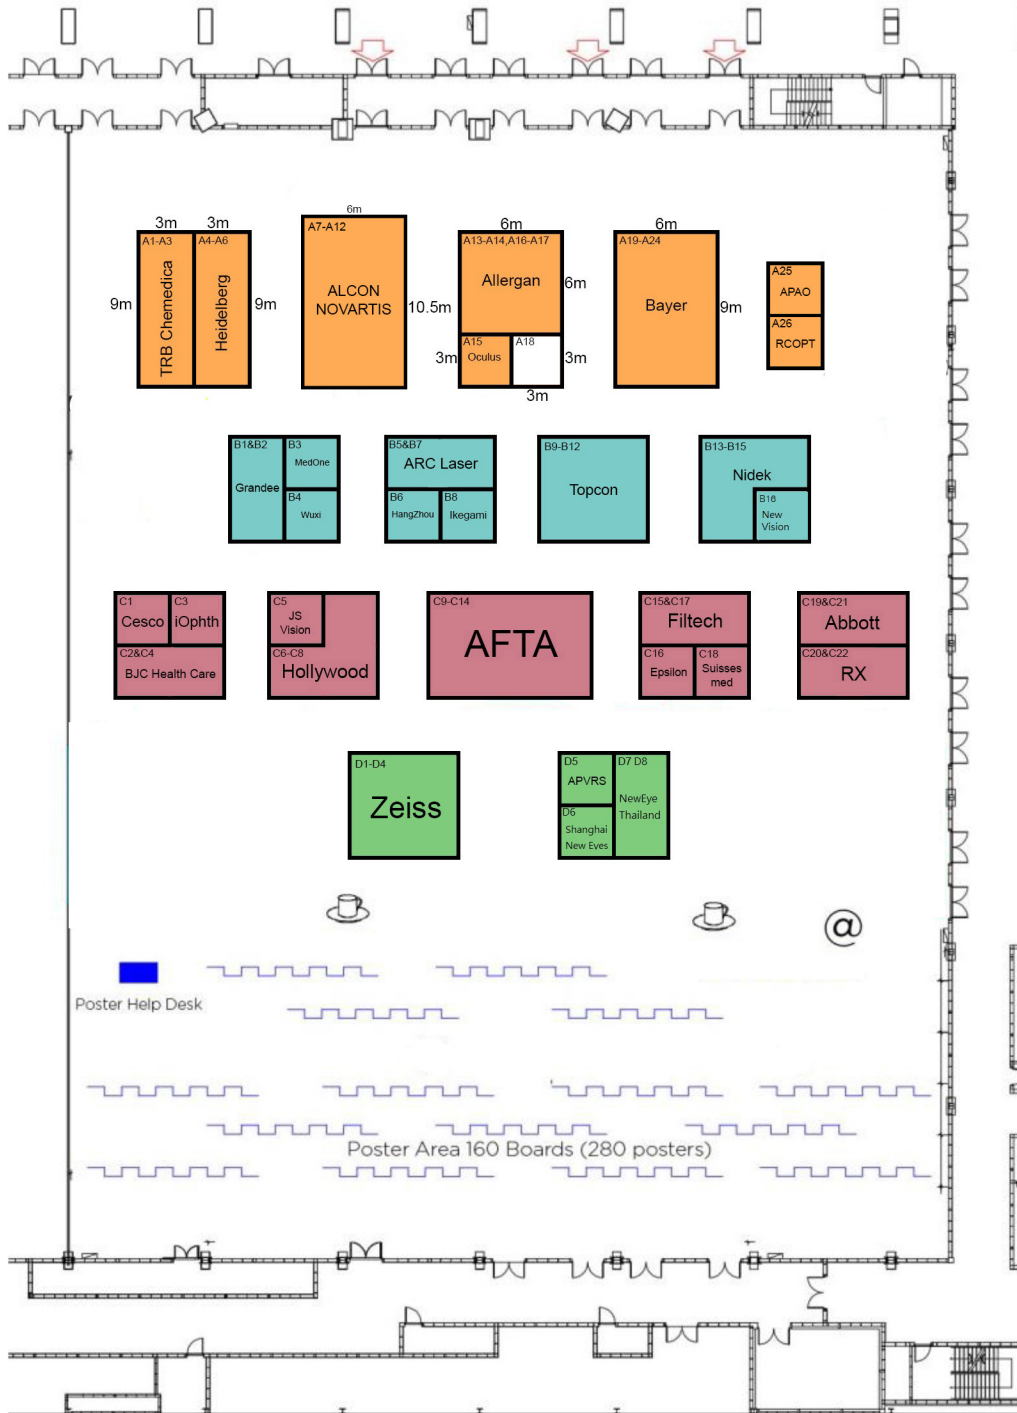 6m
3m 3m 6m 6m
A1-A3 A4-A6 A7-A12 A13-A14,A16-A17 A19-A24
TRB Chemedica
Heidelberg
9m 9m
ALCON
NOVARTIS
10.5m
Allergan
6m
Bayer
9m
A25
APAO
A26
RCOPT
A15
Oculus
3m
A18
3m
3m
B1&B2
Grandee
B3
MedOne
B4
Wuxi
B5&B7
ARC Laser
B6
HangZhou
B8
Ikegami
B9-B12
Topcon
B13-B15
Nidek
B16
New
Vision
C1
Cesco
C3
iOphth
C2&C4
BJC Health Care
C5
JS
Vision
C6-C8
Hollywood
C9-C14
AFTA
C15&C17
Filtech
C16
Epsilon
C18
Suisses
med
C19&C21
Abbott
C20&C22
RX
D1-D4
Zeiss
D5
APVRS
D6
Shanghai
New Eves
D7 D8
NewEye
Thailand
@
Poster Help Desk
Poster Area 160 Boards (280 posters)